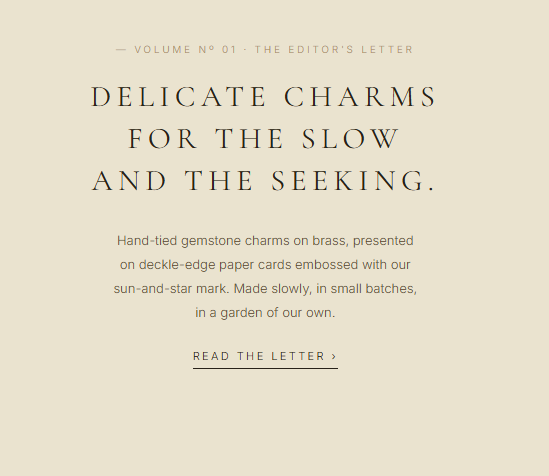 — VOLUME Nº 01 · THE EDITOR'S LETTER
DELICATE CHARMS
FOR THE SLOW
AND THE SEEKING.
Hand-tied gemstone charms on brass, presented
on deckle-edge paper cards embossed with our
sun-and-star mark. Made slowly, in small batches,
in a garden of our own.
READ THE LETTER ›